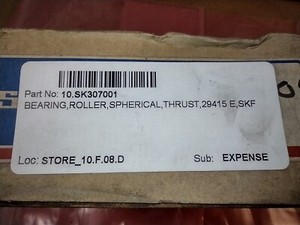 Part No: 10.SK307001
BEARING,ROLLER,SPHERICAL,THRUST,29415 E,SKF
Loc: STORE_10.F.08.D Sub: EXPENSE